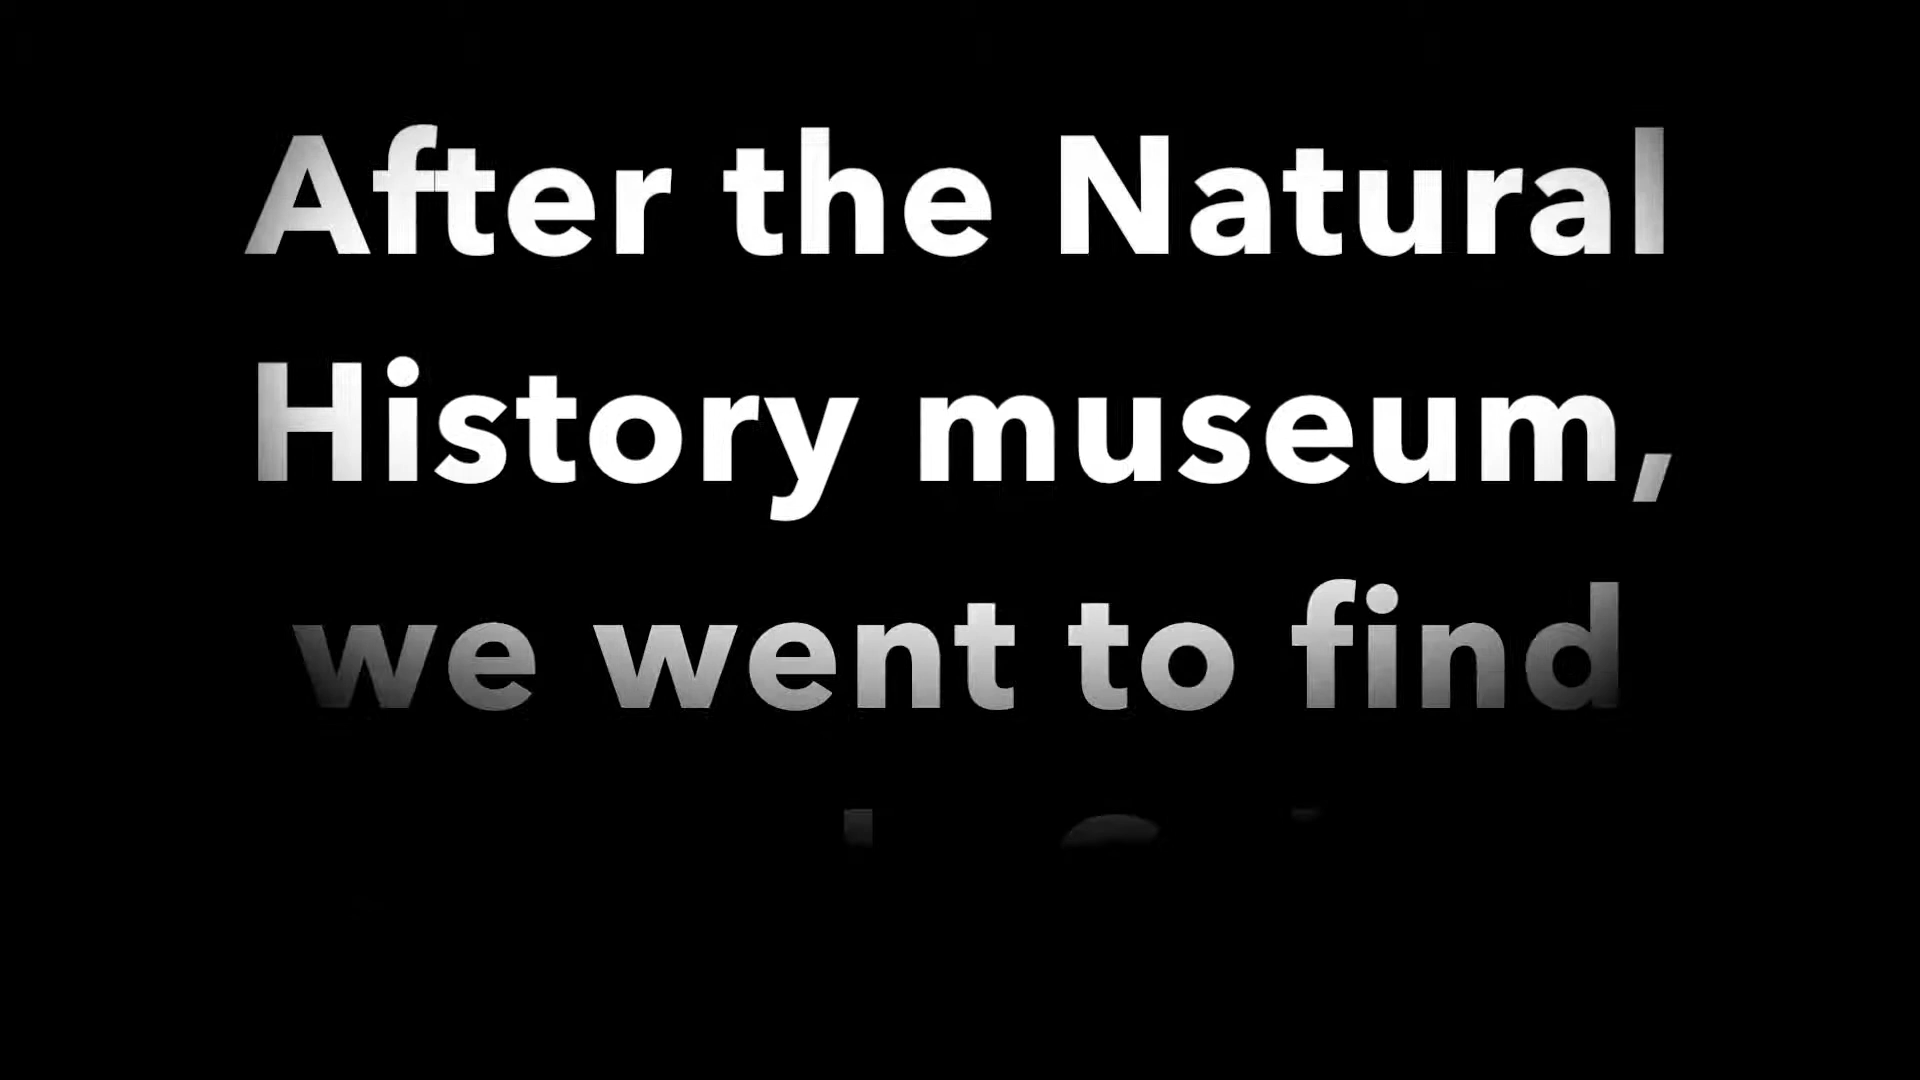 After the Natural
History museum,
we went to find